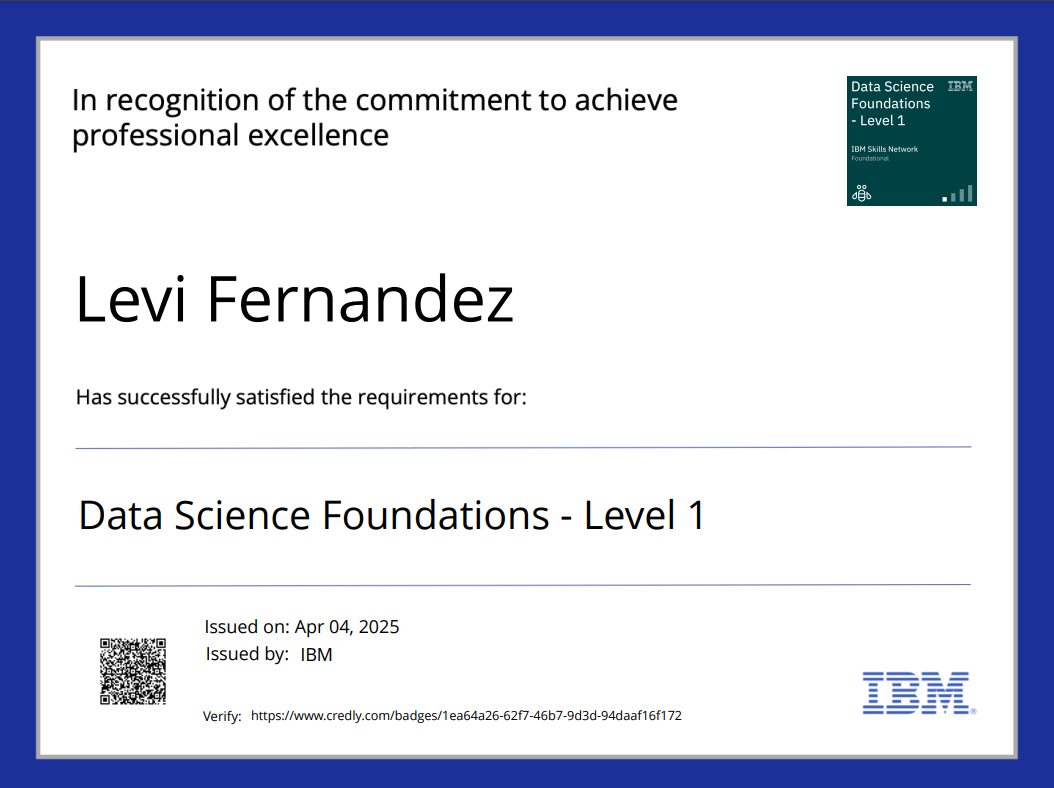 In recognition of the commitment to achieve
professional excellence
Data Science
Foundations
- Level 1
IBM
IBM Skills Network
Foundational
Levi Fernandez
Has successfully satisfied the requirements for:
Data Science Foundations - Level 1
Issued on: Apr 04, 2025
Issued by: IBM
Verify: https://www.credly.com/badges/1ea64a26-62f7-46b7-9d3d-94daaf16f172
IBM®